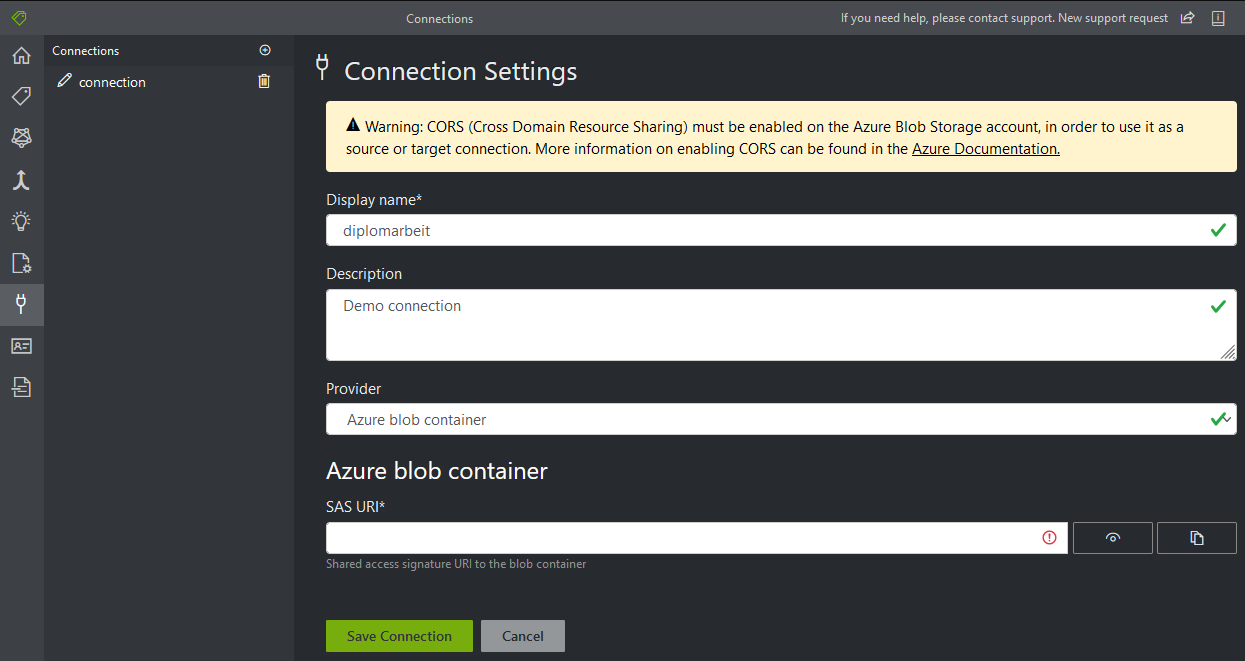 Connections
If you need help, please contact support. New support request
Connections
connection
Connection Settings
Warning: CORS (Cross Domain Resource Sharing) must be enabled on the Azure Blob Storage account, in order to use it as a
source or target connection. More information on enabling CORS can be found in the Azure Documentation.
Display name*
diplomarbeit
Description
Demo connection
Provider
Azure blob container
Azure blob container
SAS URI*
Shared access signature URI to the blob container
Save Connection
Cancel